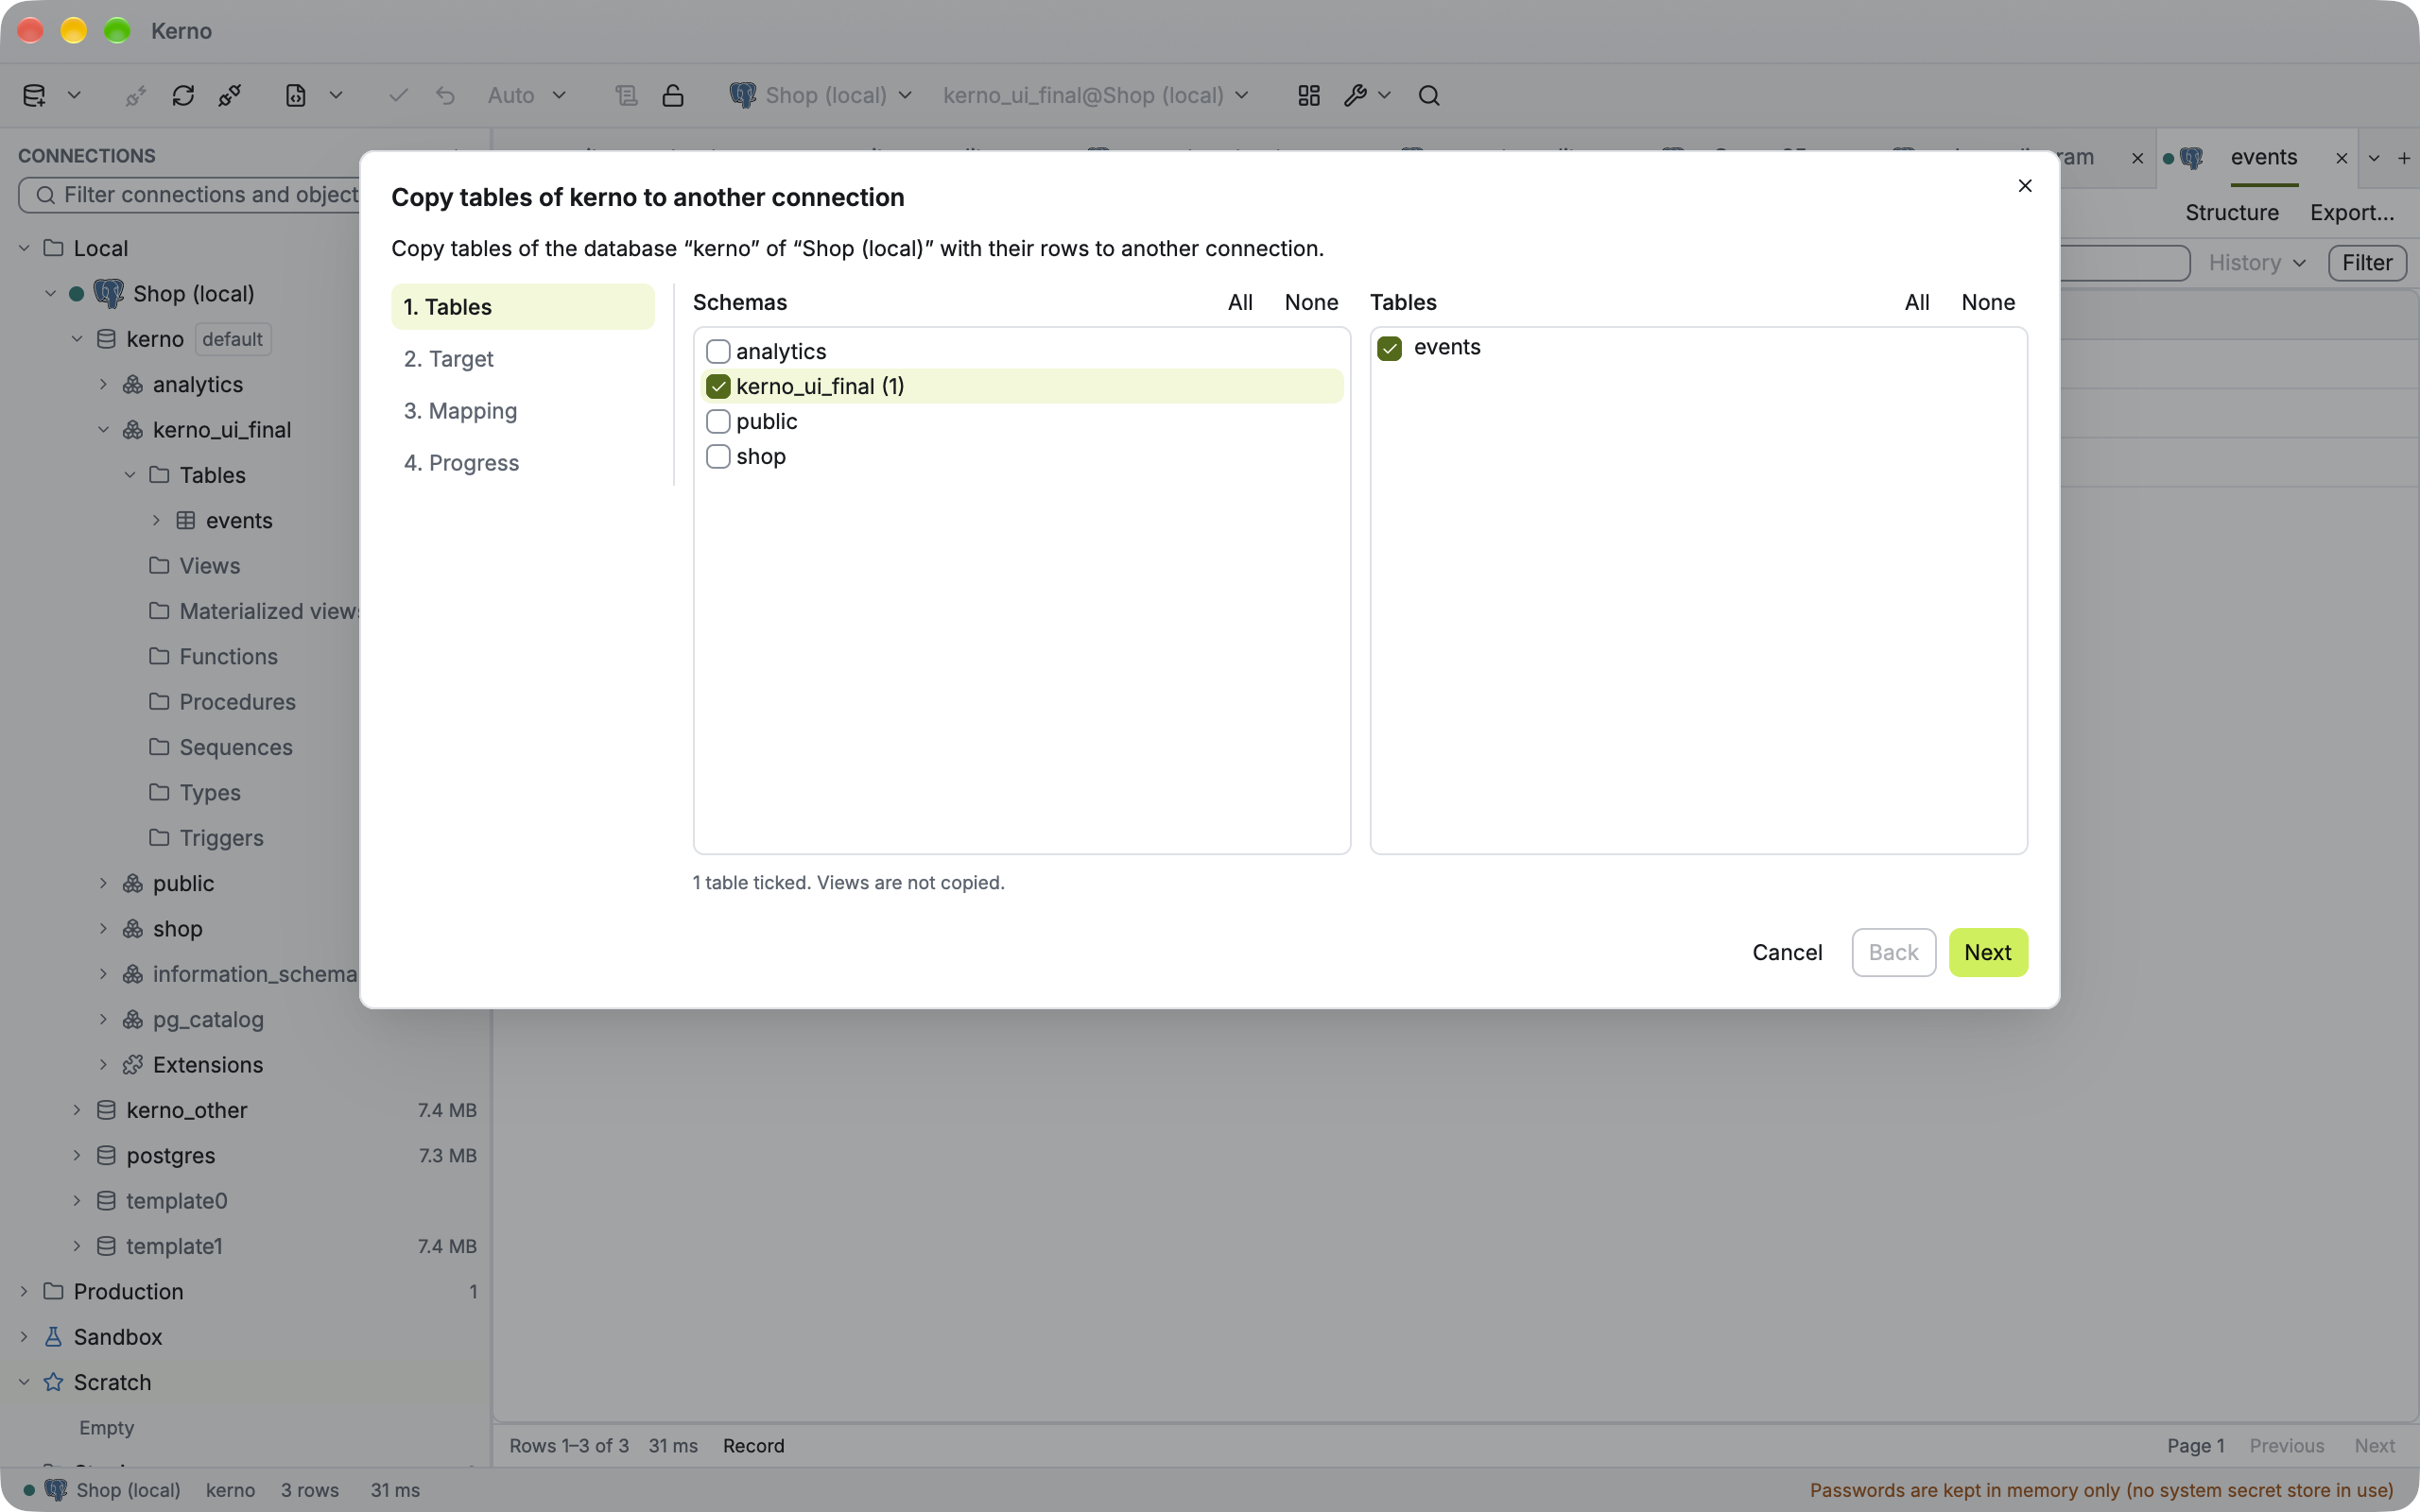 Kerno
Auto
Shop (local)
kerno_ui_final@Shop (local)
CONNECTIONS
Filter connections and object
Local
Shop (local)
kerno default
analytics
kerno_ui_final
Tables
events
Views
Materialized views
Functions
Procedures
Sequences
Types
Triggers
public
shop
information_schema
pg_catalog
Extensions
kerno_other 7.4 MB
postgres 7.3 MB
template0
template1 7.4 MB
Production 1
Sandbox
Scratch
Empty
events
Structure Export...
History Filter
Copy tables of kerno to another connection
Copy tables of the database “kerno” of “Shop (local)” with their rows to another connection.
1. Tables
2. Target
3. Mapping
4. Progress
Schemas All None
analytics
kerno_ui_final (1)
public
shop
Tables All None
events
1 table ticked. Views are not copied.
Cancel Back Next
Rows 1–3 of 3 31 ms Record
Page 1 Previous Next
Shop (local) kerno 3 rows 31 ms
Passwords are kept in memory only (no system secret store in use)